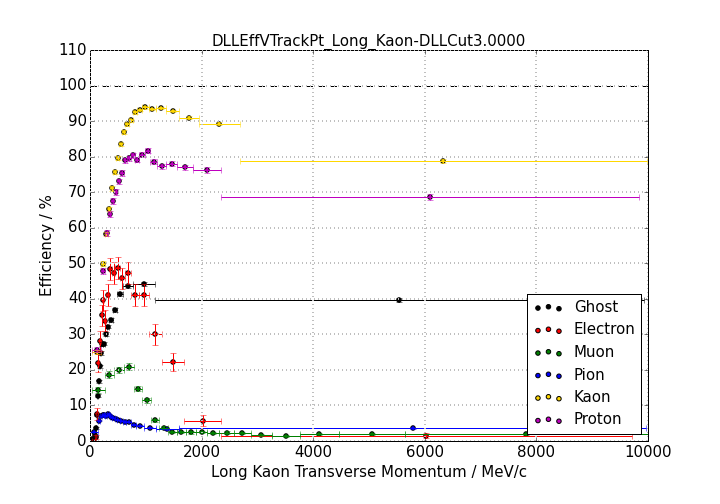 DLLEffVTrackPt_Long_Kaon-DLLCut3.0000
110
100
90
80
70
60
50
40
30
20
10
0
Efficiency / %
Ghost
Electron
Muon
Pion
Kaon
Proton
0 2000 4000 6000 8000 10000
Long Kaon Transverse Momentum / MeV/c